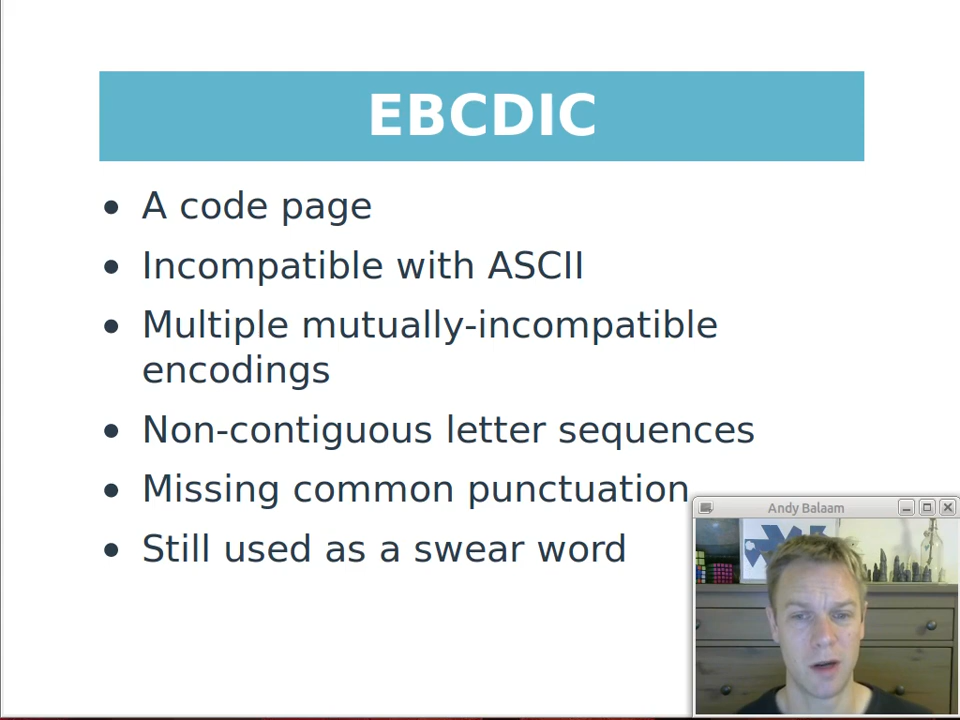 EBCDIC
• A code page
• Incompatible with ASCII
• Multiple mutually-incompatible
encodings
• Non-contiguous letter sequences
• Missing common punctuation
• Still used as a swear word
Andy Balaam